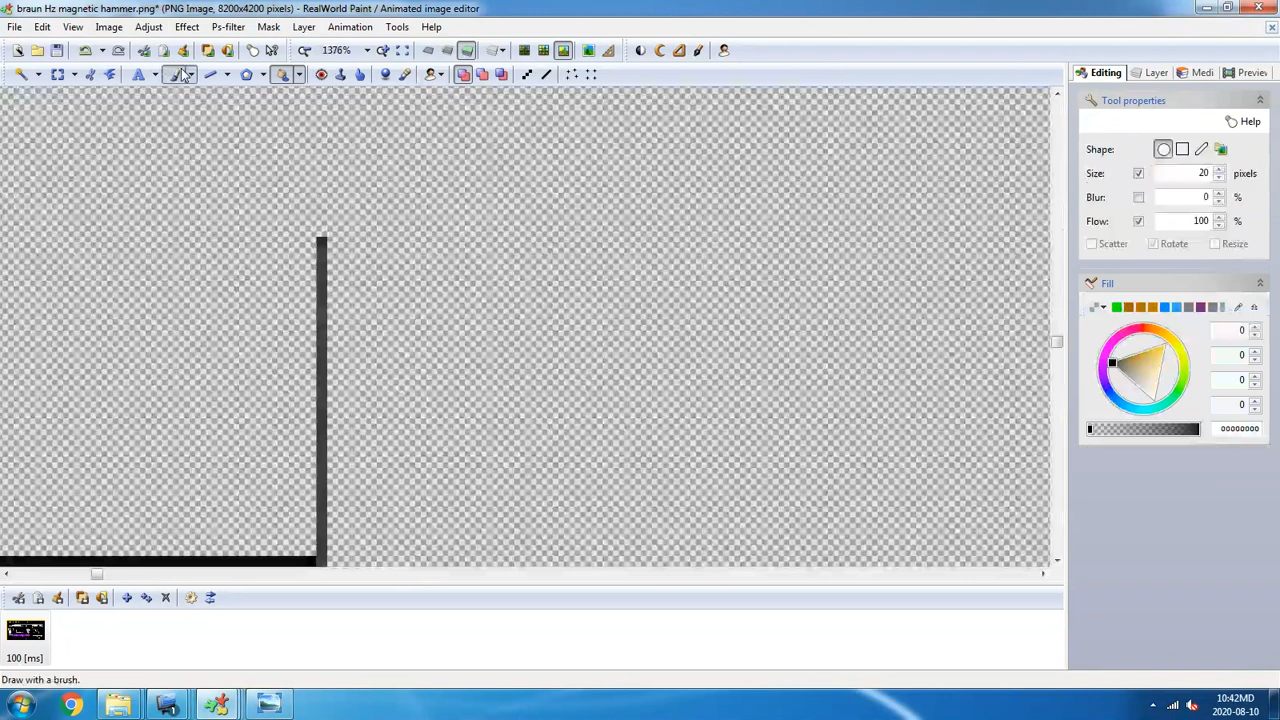 braun Hz magnetic hammer.png* (PNG Image, 8200x4200 pixels) - RealWorld Paint / Animated image editor
File Edit View Image Adjust Effect Ps-filter Mask Layer Animation Tools Help
1376%
Editing Layer Medi Preview
Tool properties
Help
Shape:
Size: 20 pixels
Blur: 0 %
Flow: 100 %
Scatter Rotate Resize
Fill
0
0
0
0
00000000
100 [ms]
Draw with a brush.
10:42MD
2020-08-10